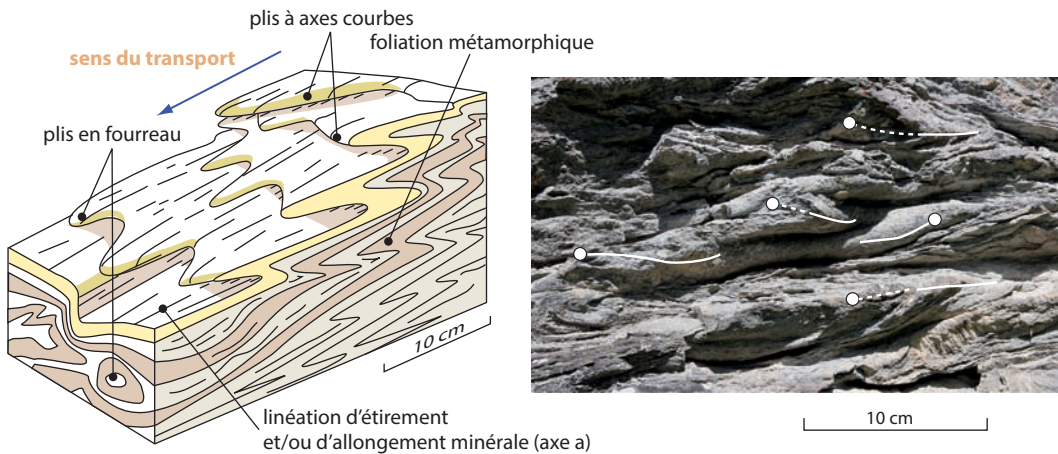 plis à axes courbes
foliation métamorphique
sens du transport
plis en fourreau
10 cm
linéation d’étirement
et/ou d’allongement minérale (axe a)
10 cm